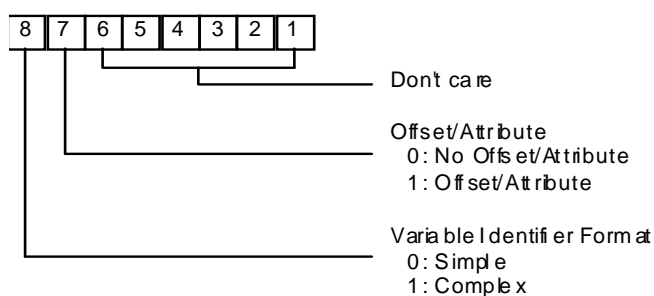 8 7 6 5 4 3 2 1
Don't care
Offset/Attribute
0: No Offset/Attribute
1: Offset/Attribute
Variable Identifier Format
0: Simple
1: Complex